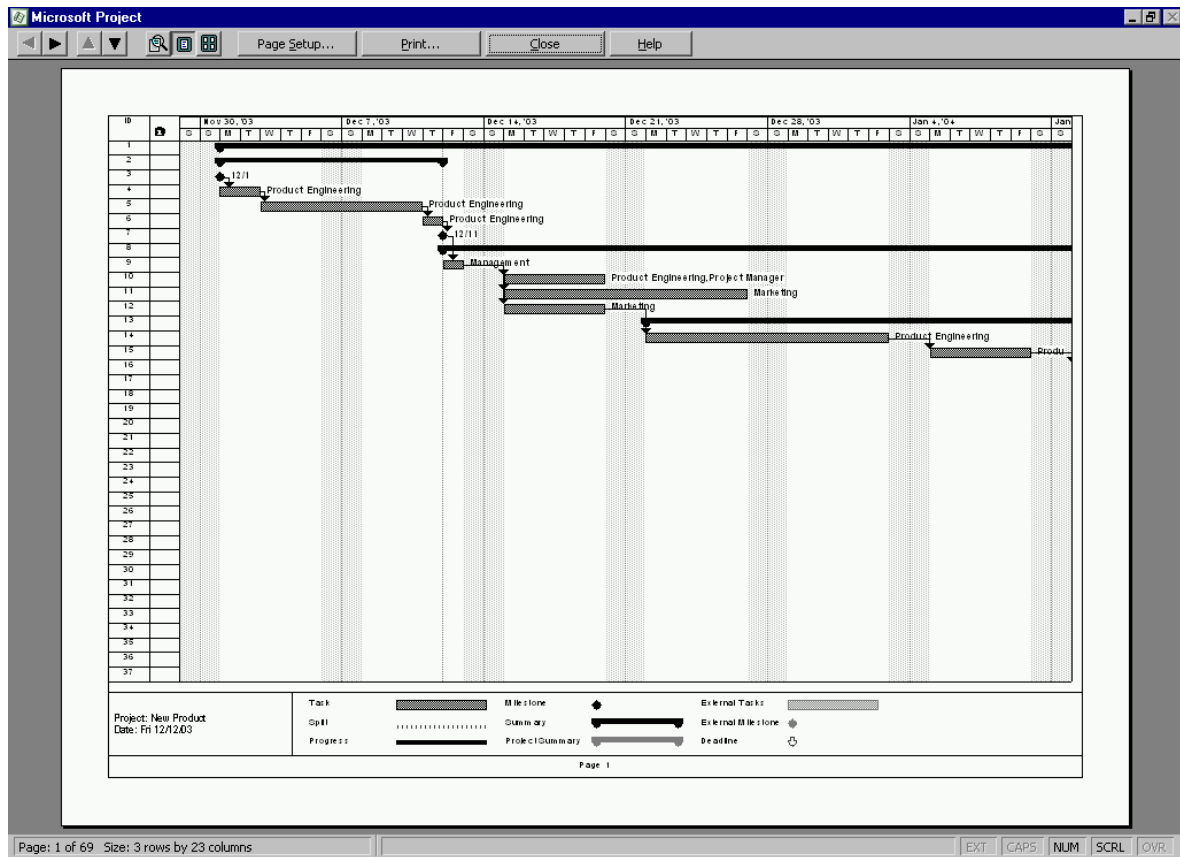 Microsoft Project
Page Setup... Print... Close Help
ID Nov 30, '03 Dec 7, '03 Dec 14, '03 Dec 21, '03 Dec 28, '03 Jan 4, '04 Jan
S S M T W T F S S M T W T F S S M T W T F S S M T W T F S S M T W T F S S M T W T F S S
1
2
3 12/1
4 Product Engineering
5 Product Engineering
6 Product Engineering
7 12/11
8
9 Management
10 Product Engineering,Project Manager
11 Marketing
12 Marketing
13
14 Product Engineering
15 Produ
16
17
18
19
20
21
22
23
24
25
26
27
28
29
30
31
32
33
34
35
36
37
Project: New Product
Date: Fri 12/12/03
Task Milestone External Tasks
Split Summary External Milestone
Progress Project Summary Deadline
Page 1
Page: 1 of 69 Size: 3 rows by 23 columns EXT CAPS NUM SCRL OVR